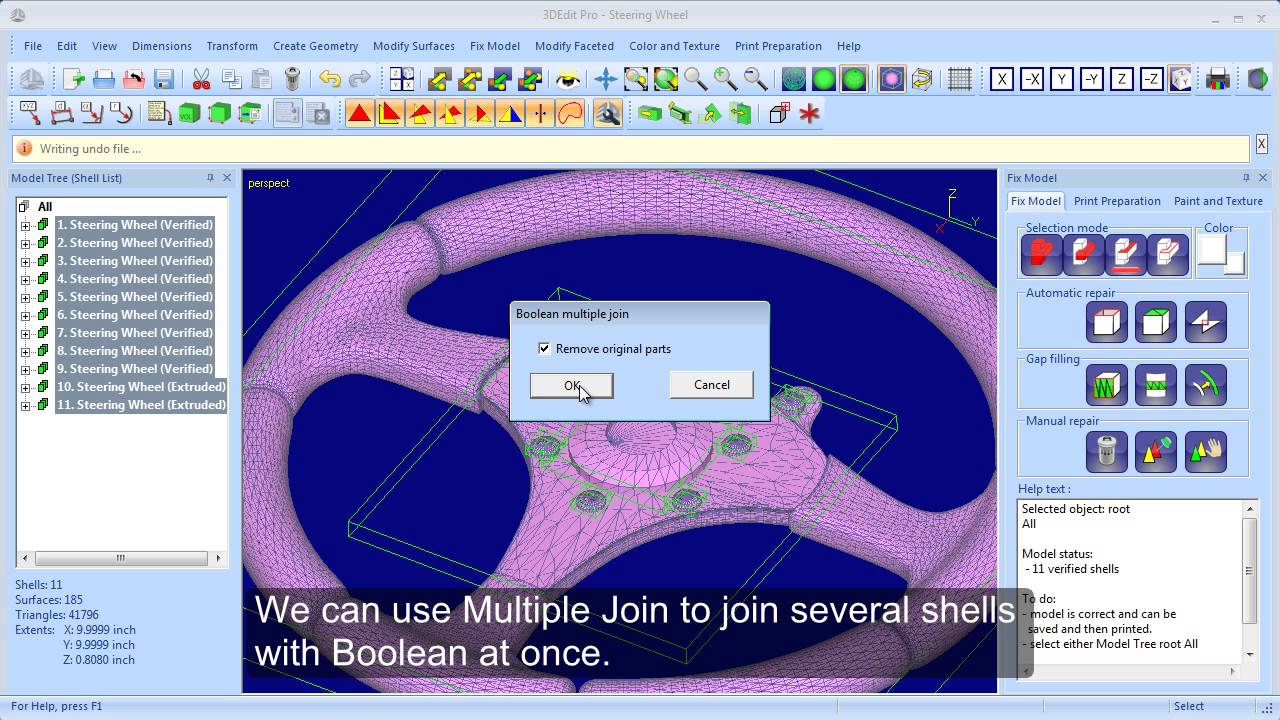 3DEdit Pro - Steering Wheel
File Edit View Dimensions Transform Create Geometry Modify Surfaces Fix Model Modify Faceted Color and Texture Print Preparation Help
X -X Y -Y Z -Z
Writing undo file ...
X
Model Tree (Shell List)
All
1. Steering Wheel (Verified)
2. Steering Wheel (Verified)
3. Steering Wheel (Verified)
4. Steering Wheel (Verified)
5. Steering Wheel (Verified)
6. Steering Wheel (Verified)
7. Steering Wheel (Verified)
8. Steering Wheel (Verified)
9. Steering Wheel (Verified)
10. Steering Wheel (Extruded)
11. Steering Wheel (Extruded)
Shells: 11
Surfaces: 185
Triangles: 41796
Extents: X: 9.9999 inch
Y: 9.9999 inch
Z: 0.8080 inch
perspect
Z
Y
X
Boolean multiple join
Remove original parts
OK
Cancel
We can use Multiple Join to join several shells
with Boolean at once.
Fix Model
Fix Model Print Preparation Paint and Texture
Selection mode
Color
Automatic repair
Gap filling
Manual repair
Help text :
Selected object: root
All
Model status:
- 11 verified shells
To do:
- model is correct and can be
saved and then printed.
- select either Model Tree root All
For Help, press F1
Select